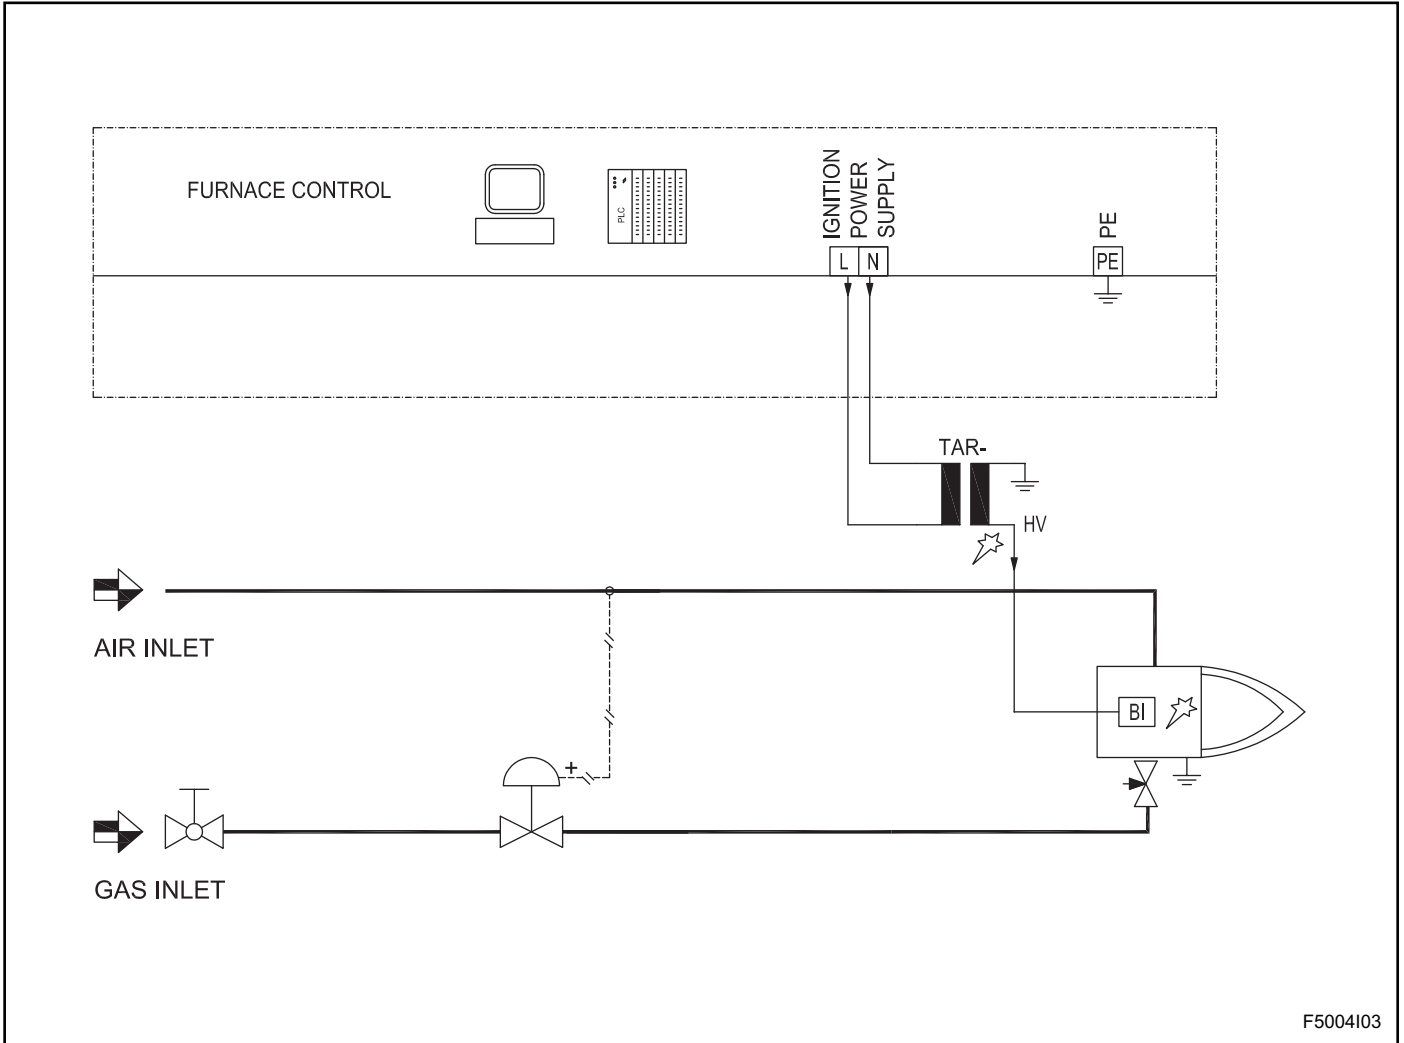 FURNACE CONTROL
PLC
IGNITION
POWER
SUPPLY
PE
L
N
PE
TAR-
HV
AIR INLET
BI
+
GAS INLET
F5004I03